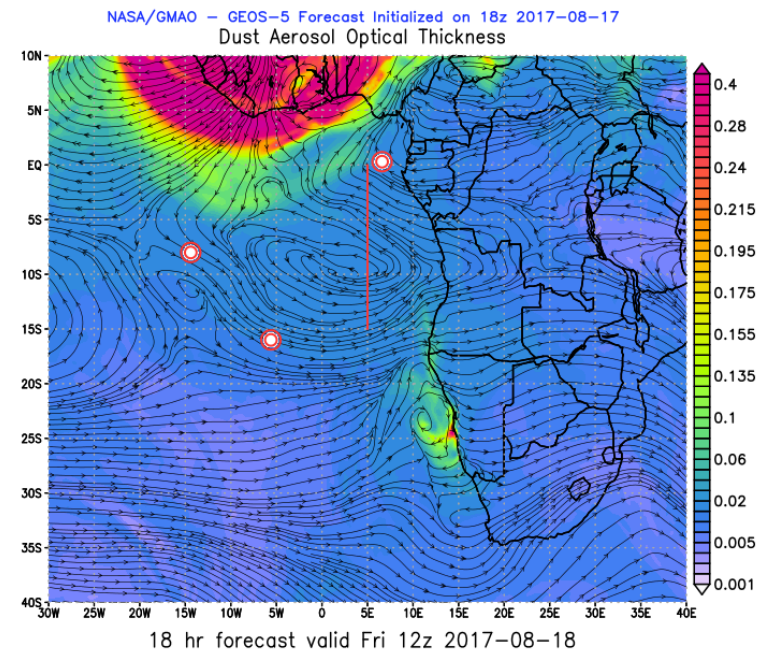 NASA/GMAO - GEOS-5 Forecast Initialized on 18z 2017-08-17
Dust Aerosol Optical Thickness
10N
5N
EQ
5S
10S
15S
20S
25S
30S
35S
40S
30W 25W 20W 15W 10W 5W 0 5E 10E 15E 20E 25E 30E 35E 40E
0.4
0.28
0.24
0.215
0.195
0.175
0.155
0.135
0.1
0.06
0.02
0.005
0.001
18 hr forecast valid Fri 12z 2017-08-18